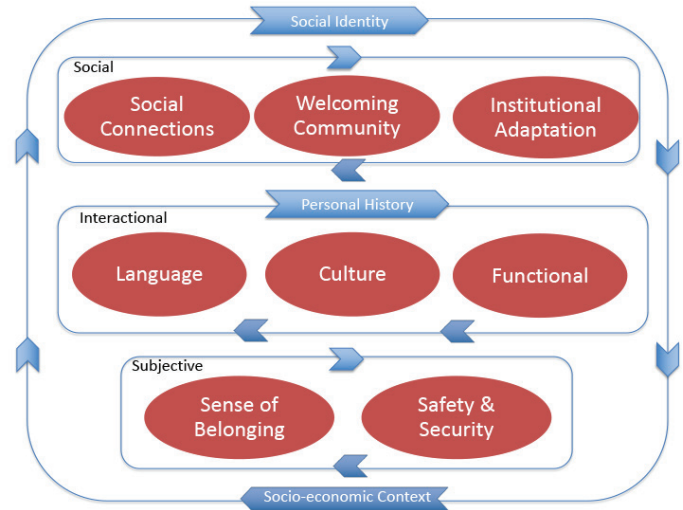 Social Identity
Social
Social
Connections
Welcoming
Community
Institutional
Adaptation
Personal History
Interactional
Language
Culture
Functional
Subjective
Sense of
Belonging
Safety &
Security
Socio-economic Context